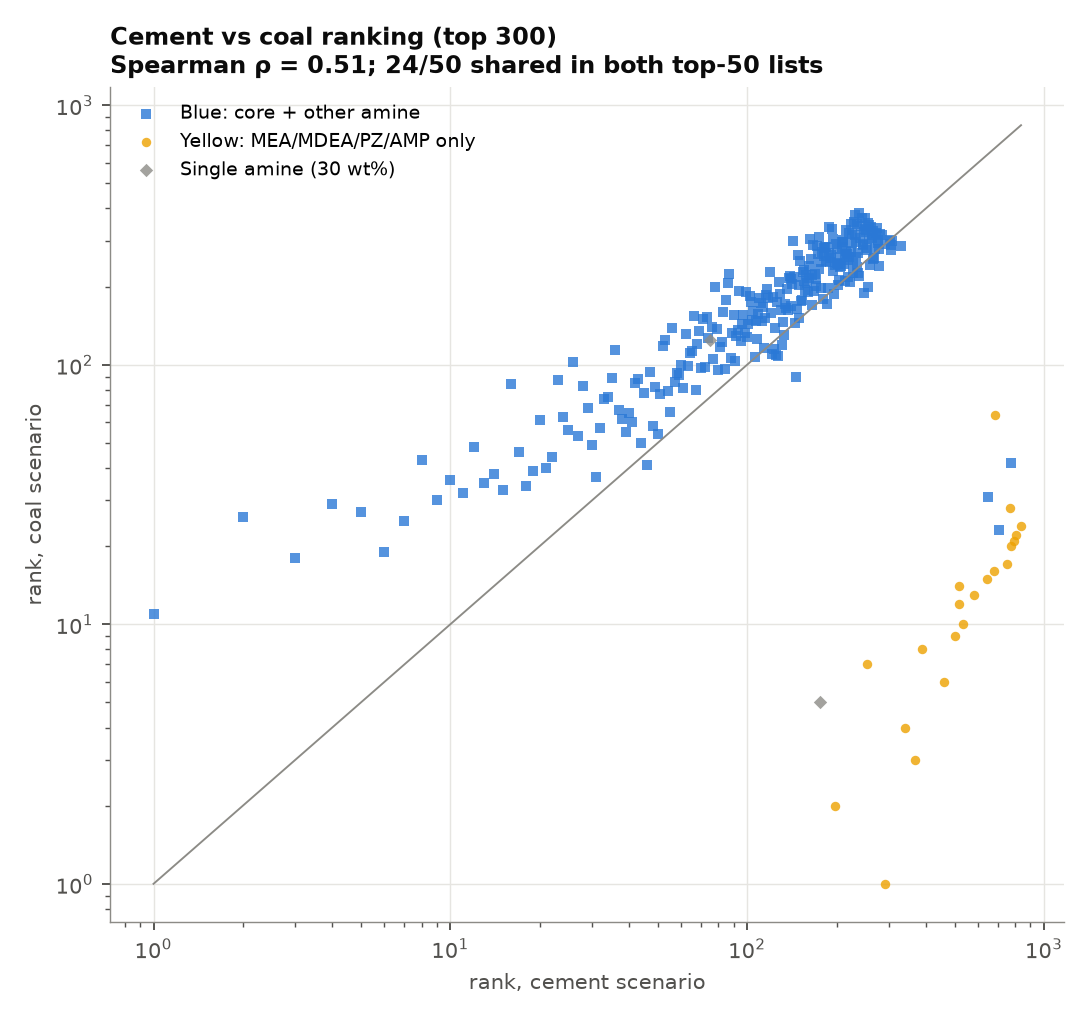 Cement vs coal ranking (top 300)
Spearman ρ = 0.51; 24/50 shared in both top-50 lists
Blue: core + other amine
Yellow: MEA/MDEA/PZ/AMP only
Single amine (30 wt%)
10³
10²
10¹
10⁰
rank, coal scenario
10⁰ 10¹ 10² 10³
rank, cement scenario